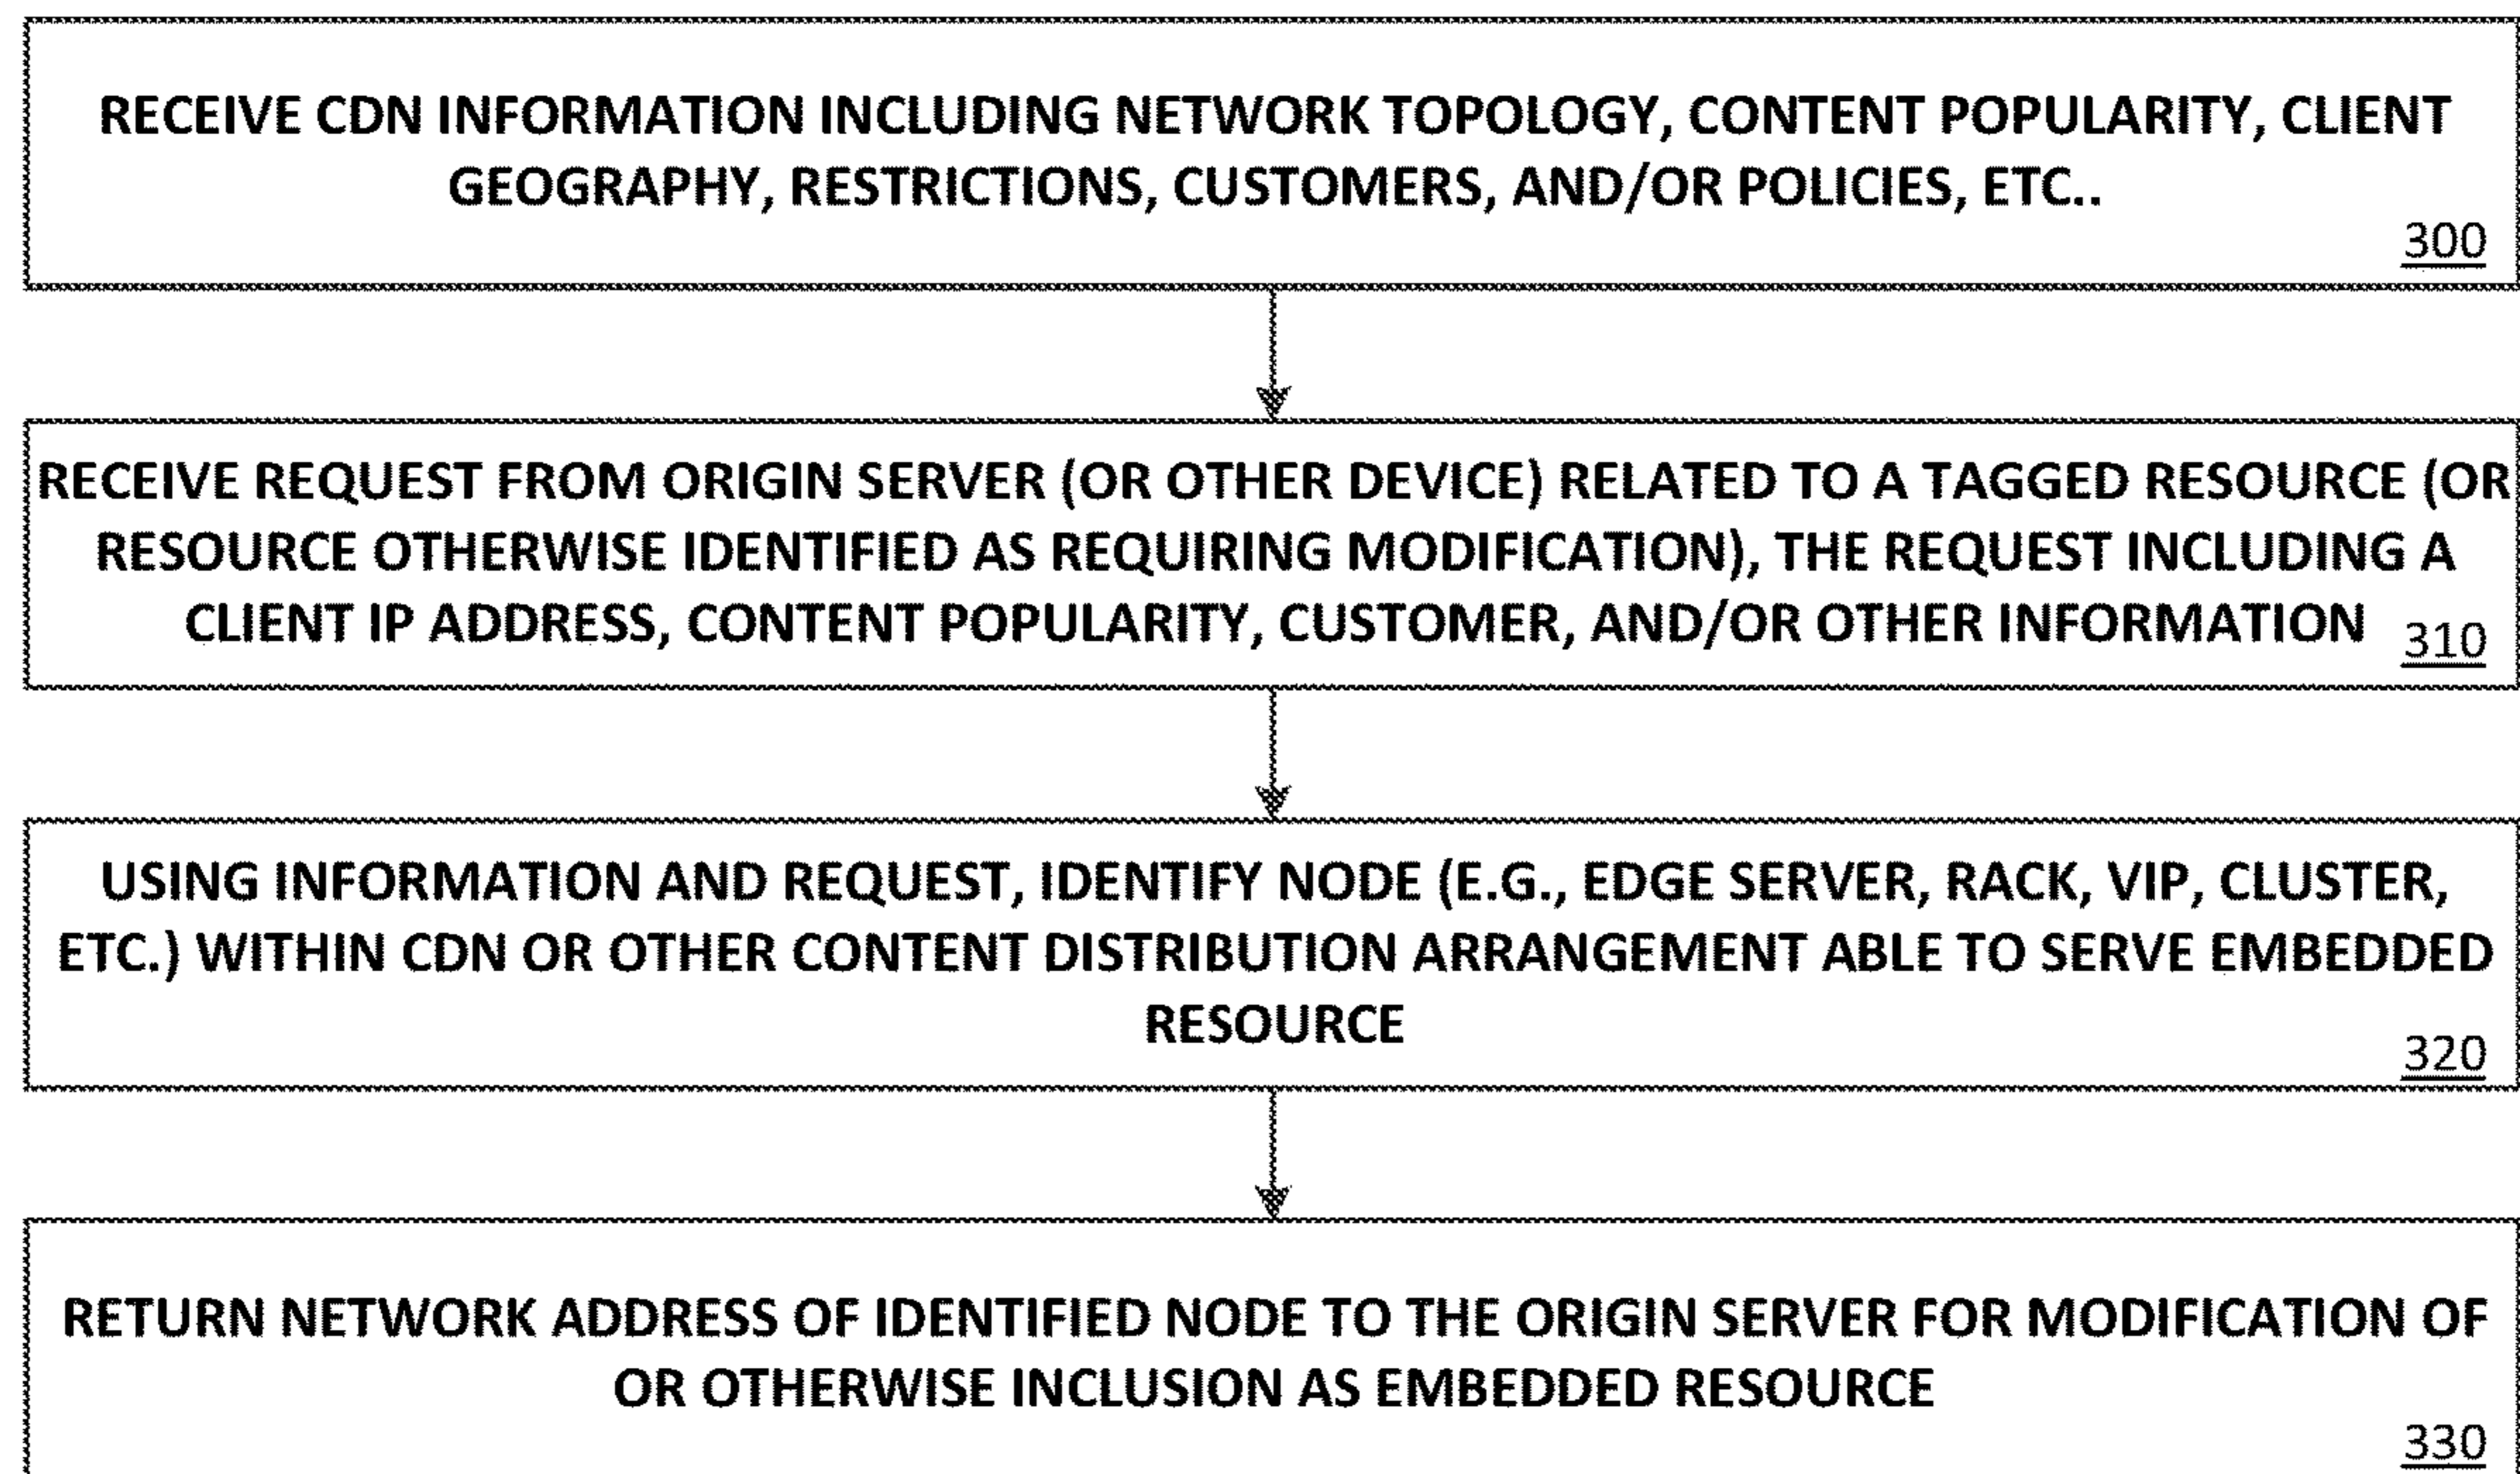 RECEIVE CDN INFORMATION INCLUDING NETWORK TOPOLOGY, CONTENT POPULARITY, CLIENT
GEOGRAPHY, RESTRICTIONS, CUSTOMERS, AND/OR POLICIES, ETC..
300
RECEIVE REQUEST FROM ORIGIN SERVER (OR OTHER DEVICE) RELATED TO A TAGGED RESOURCE (OR
RESOURCE OTHERWISE IDENTIFIED AS REQUIRING MODIFICATION), THE REQUEST INCLUDING A
CLIENT IP ADDRESS, CONTENT POPULARITY, CUSTOMER, AND/OR OTHER INFORMATION
310
USING INFORMATION AND REQUEST, IDENTIFY NODE (E.G., EDGE SERVER, RACK, VIP, CLUSTER,
ETC.) WITHIN CDN OR OTHER CONTENT DISTRIBUTION ARRANGEMENT ABLE TO SERVE EMBEDDED
RESOURCE
320
RETURN NETWORK ADDRESS OF IDENTIFIED NODE TO THE ORIGIN SERVER FOR MODIFICATION OF
OR OTHERWISE INCLUSION AS EMBEDDED RESOURCE
330